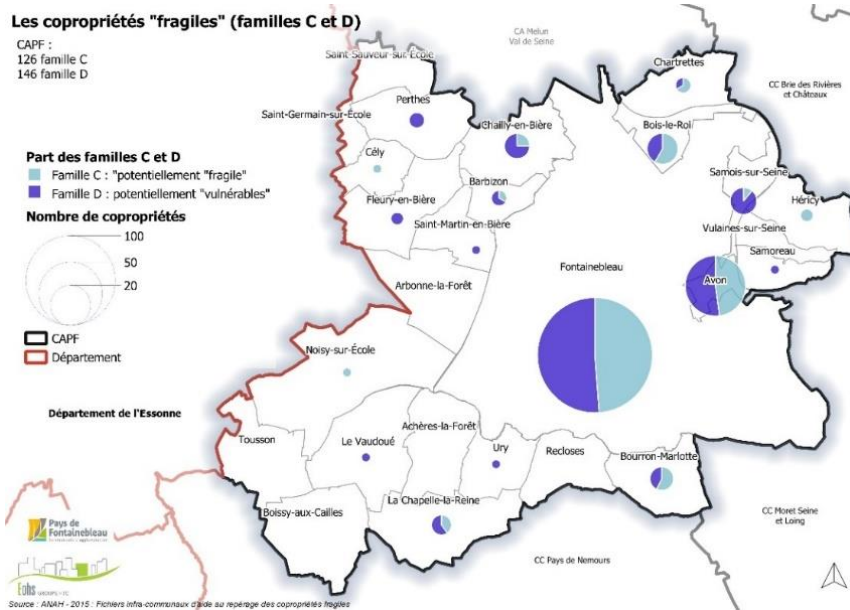 Les copropriétés "fragiles" (familles C et D)
CAPF :
126 famille C
146 famille D
CA Melun
Val de Seine
Saint-Sauveur-sur-École
Chartrettes
CC Brie des Rivières
et Châteaux
Perthes
Saint-Germain-sur-École
Chailly-en-Bière
Bois-le-Roi
Part des familles C et D
Famille C : "potentiellement "fragile"
Famille D : potentiellement "vulnérables"
Cély
Barbizon
Samois-sur-Seine
Fleury-en-Bière
Héricy
Saint-Martin-en-Bière
Vulaines-sur-Seine
Nombre de copropriétés
100
50
20
Samoreau
Fontainebleau
Avon
Arbonne-la-Forêt
CAPF
Département
Noisy-sur-École
Département de l'Essonne
Tousson
Le Vaudoué
Achères-la-Forêt
Ury
Recloses
Bourron-Marlotte
La Chapelle-la-Reine
Boissy-aux-Cailles
CC Moret Seine
et Loing
CC Pays de Nemours
Pays de
Fontainebleau
Eohs
Source : ANAH - 2015 : Fichiers infra-communaux d'aide au repérage des copropriétés fragiles